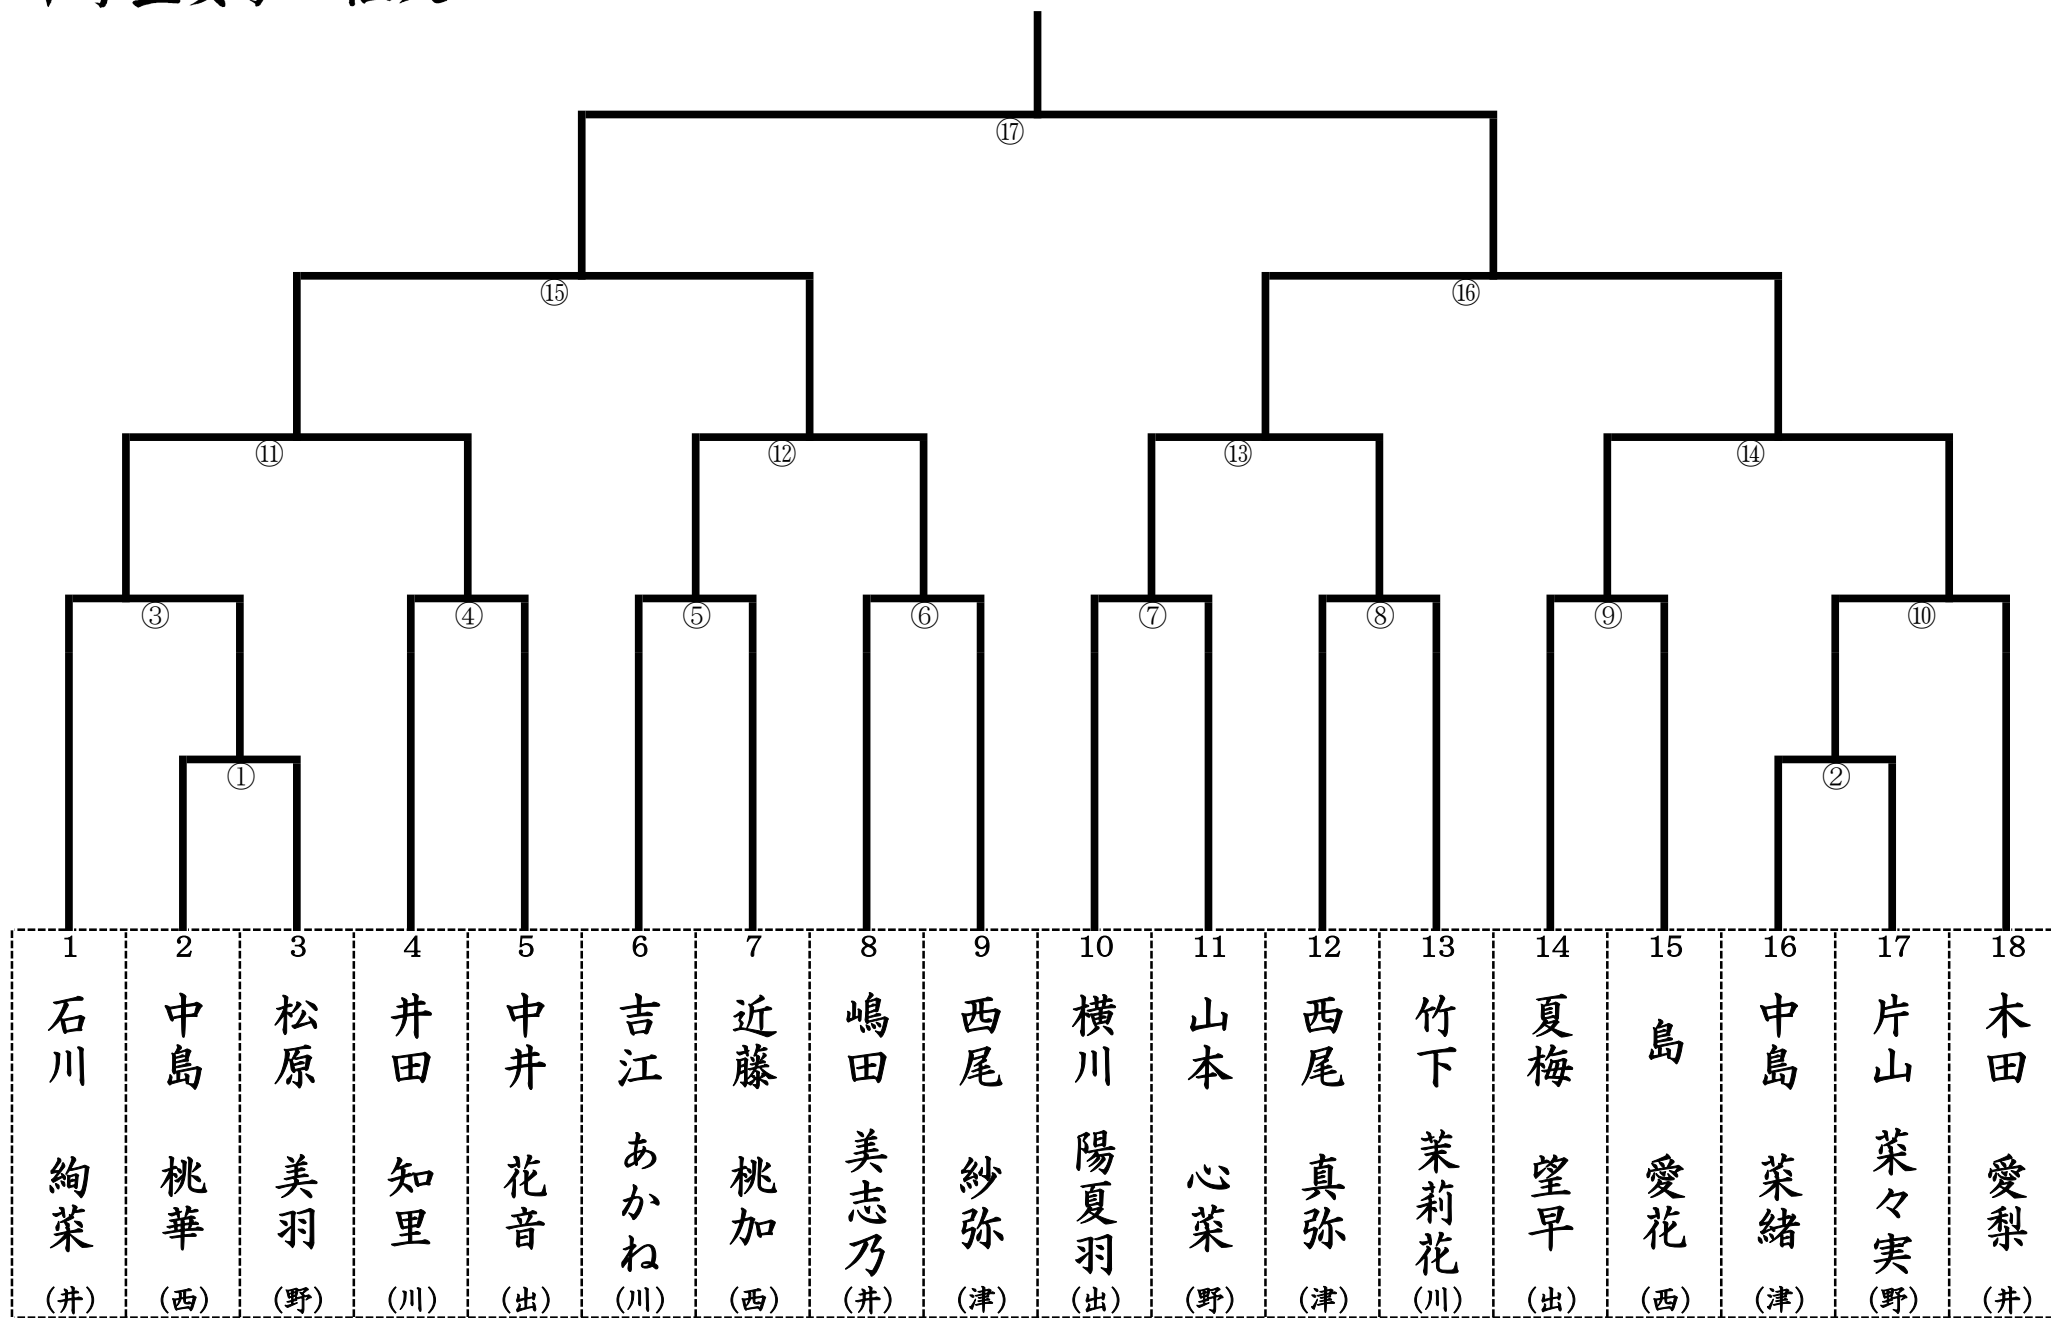 ⑰
⑮
⑯
⑪
⑫
⑬
⑭
③
④
⑤
⑥
⑦
⑧
⑨
⑩
①
②
1
石川 絢菜
(井)
2
中島 桃華
(西)
3
松原 美羽
(野)
4
井田 知里
(川)
5
中井 花音
(出)
6
吉江 あかね
(川)
7
近藤 桃加
(西)
8
嶋田 美志乃
(井)
9
西尾 紗弥
(津)
10
横川 陽夏羽
(出)
11
山本 心菜
(野)
12
西尾 真弥
(津)
13
竹下 茉莉花
(川)
14
夏梅 望早
(出)
15
島 愛花
(西)
16
中島 菜緒
(津)
17
片山 菜々実
(野)
18
木田 愛梨
(井)